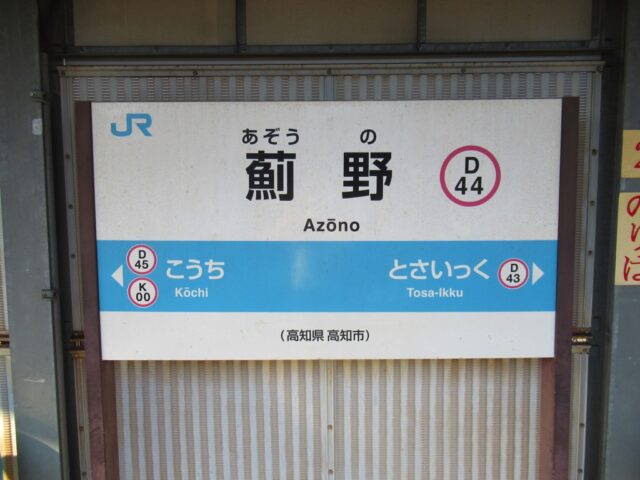 JR
あぞう の
薊野
D
44
Azōno
D
45
K
00
こうち
Kōchi
とさいっく
Tosa-Ikku
D
43
(高知県 高知市)